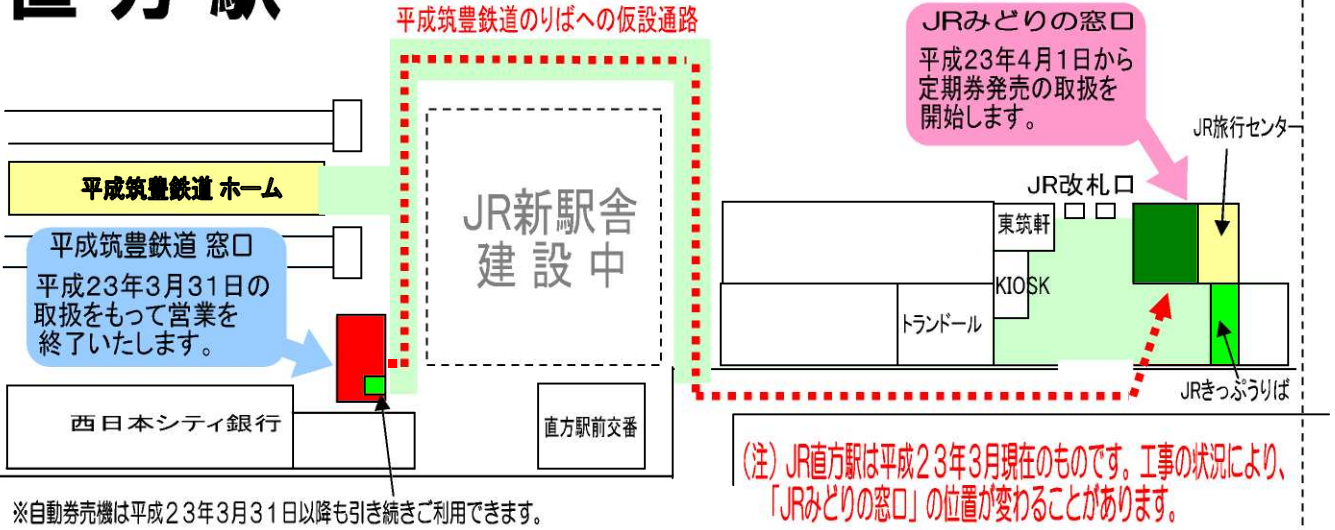 直方駅
平成筑豊鉄道のりばへの仮設通路
JRみどりの窓口
平成23年4月1日から
定期券発売の取扱を
開始します。
JR旅行センター
平成筑豊鉄道 ホーム
JR新駅舎
建設中
JR改札口
東筑軒
KIOSK
トランドール
平成筑豊鉄道 窓口
平成23年3月31日の
取扱をもって営業を
終了いたします。
JRきっぷうりば
西日本シティ銀行
直方駅前交番
(注) JR直方駅は平成23年3月現在のものです。工事の状況により、
「JRみどりの窓口」の位置が変わることがあります。
※自動券売機は平成23年3月31日以降も引き続きご利用できます。